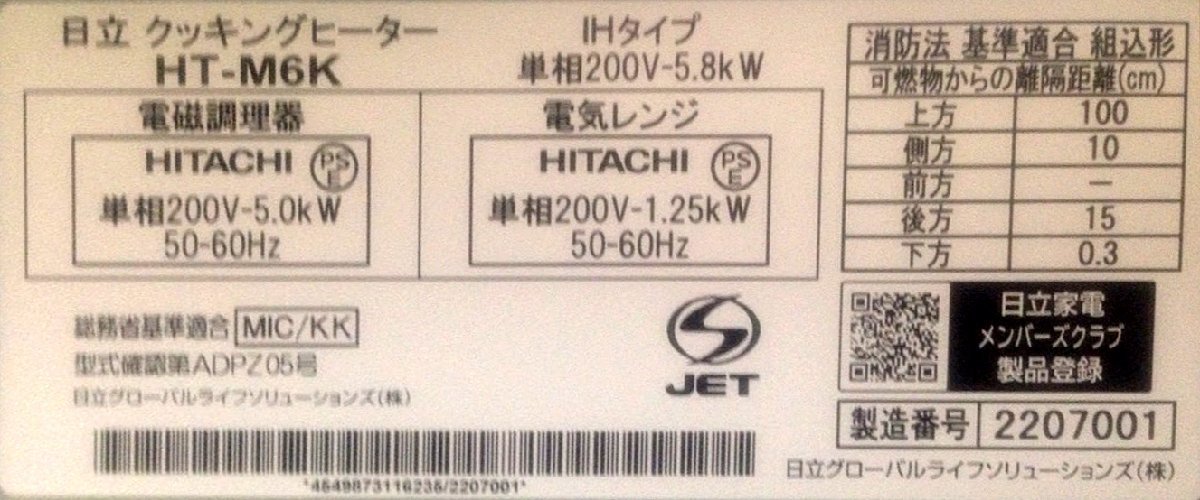 日立 クッキングヒーター IHタイプ
HT-M6K 単相200V-5.8kW
電磁調理器
HITACHI PSE
単相200V-5.0kW
50-60Hz
電気レンジ
HITACHI PSE
単相200V-1.25kW
50-60Hz
総務省基準適合 MIC/KK
型式確認第ADPZ05号
日立グローバルライフソリューションズ(株)
JET
*4549873116235/2207001*
消防法 基準適合 組込形
可燃物からの離隔距離(cm)
上方 100
側方 10
前方 −
後方 15
下方 0.3
日立家電
メンバーズクラブ
製品登録
製造番号 2207001
日立グローバルライフソリューションズ(株)